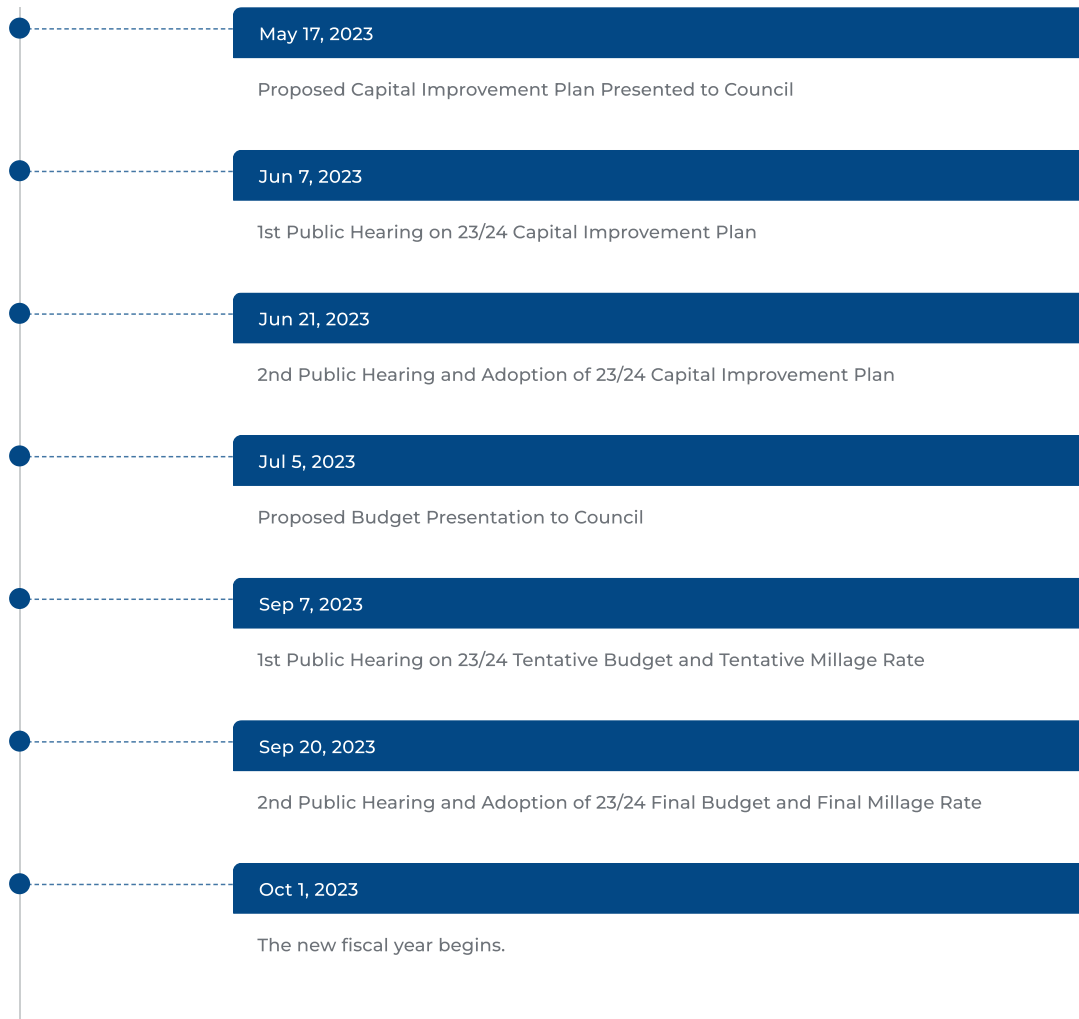 May 17, 2023
Proposed Capital Improvement Plan Presented to Council
Jun 7, 2023
1st Public Hearing on 23/24 Capital Improvement Plan
Jun 21, 2023
2nd Public Hearing and Adoption of 23/24 Capital Improvement Plan
Jul 5, 2023
Proposed Budget Presentation to Council
Sep 7, 2023
1st Public Hearing on 23/24 Tentative Budget and Tentative Millage Rate
Sep 20, 2023
2nd Public Hearing and Adoption of 23/24 Final Budget and Final Millage Rate
Oct 1, 2023
The new fiscal year begins.